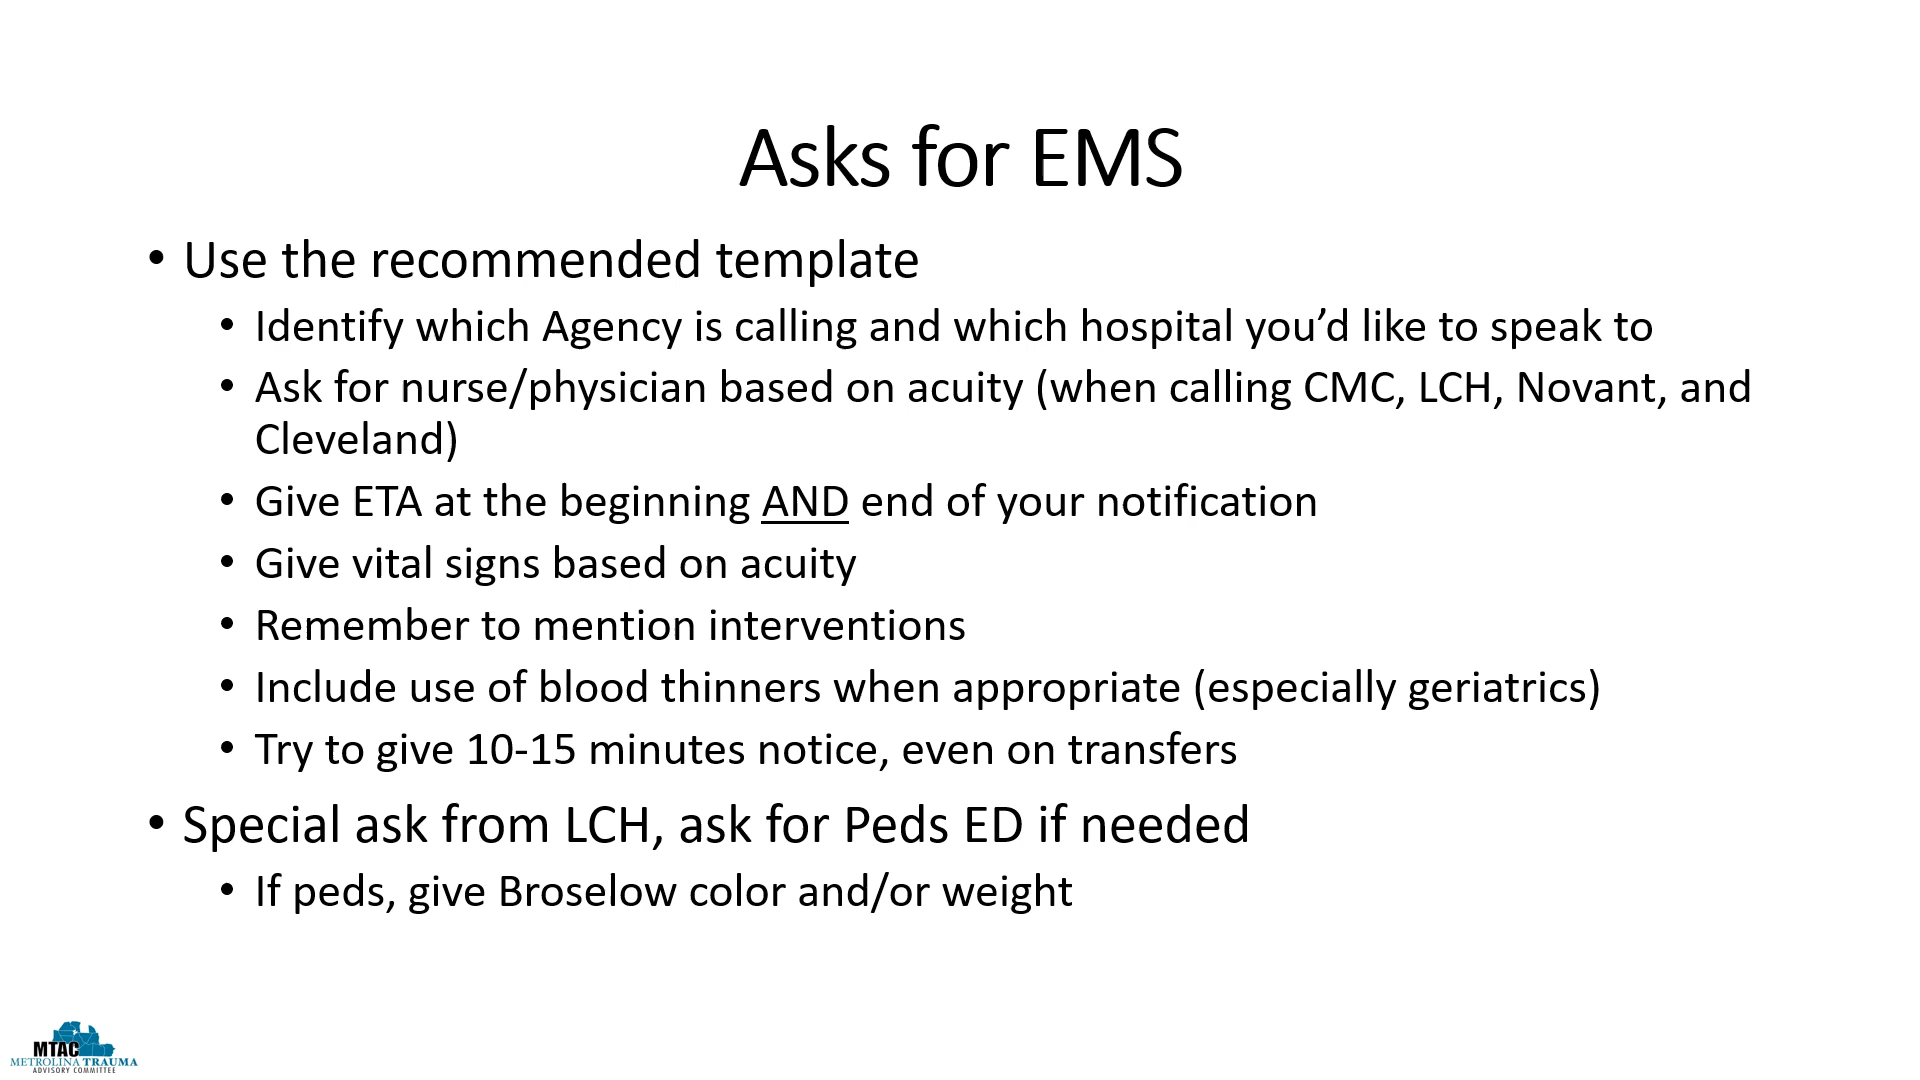 Asks for EMS
• Use the recommended template
• Identify which Agency is calling and which hospital you’d like to speak to
• Ask for nurse/physician based on acuity (when calling CMC, LCH, Novant, and
Cleveland)
• Give ETA at the beginning AND end of your notification
• Give vital signs based on acuity
• Remember to mention interventions
• Include use of blood thinners when appropriate (especially geriatrics)
• Try to give 10-15 minutes notice, even on transfers
• Special ask from LCH, ask for Peds ED if needed
• If peds, give Broselow color and/or weight
MTAC
METROLINA TRAUMA
ADVISORY COMMITTEE